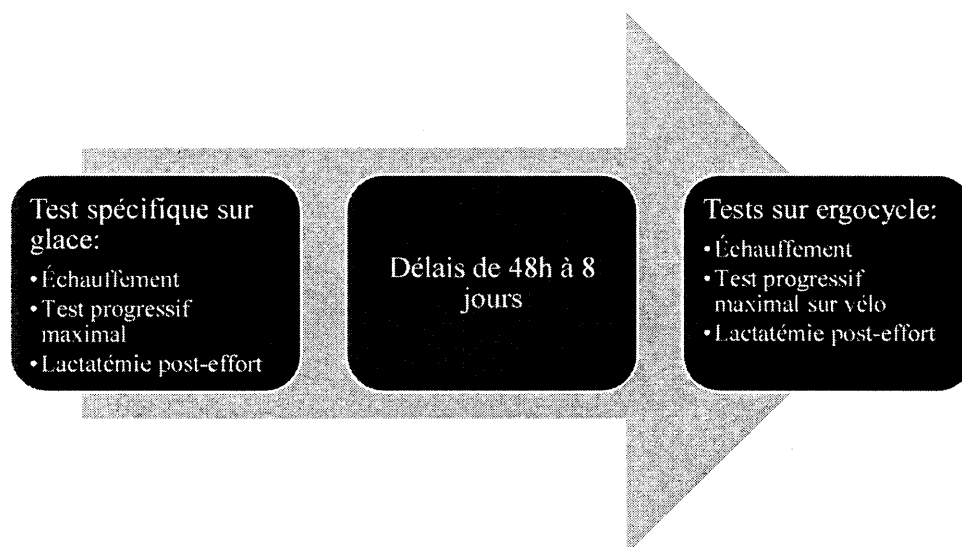 Test spécifique sur
glace:
• Échauffement
• Test progressif
maximal
• Lactatémie post-effort
Délais de 48h à 8
jours
Tests sur ergocycle:
• Échauffement
• Test progressif
maximal sur vélo
• Lactatémie post-effort